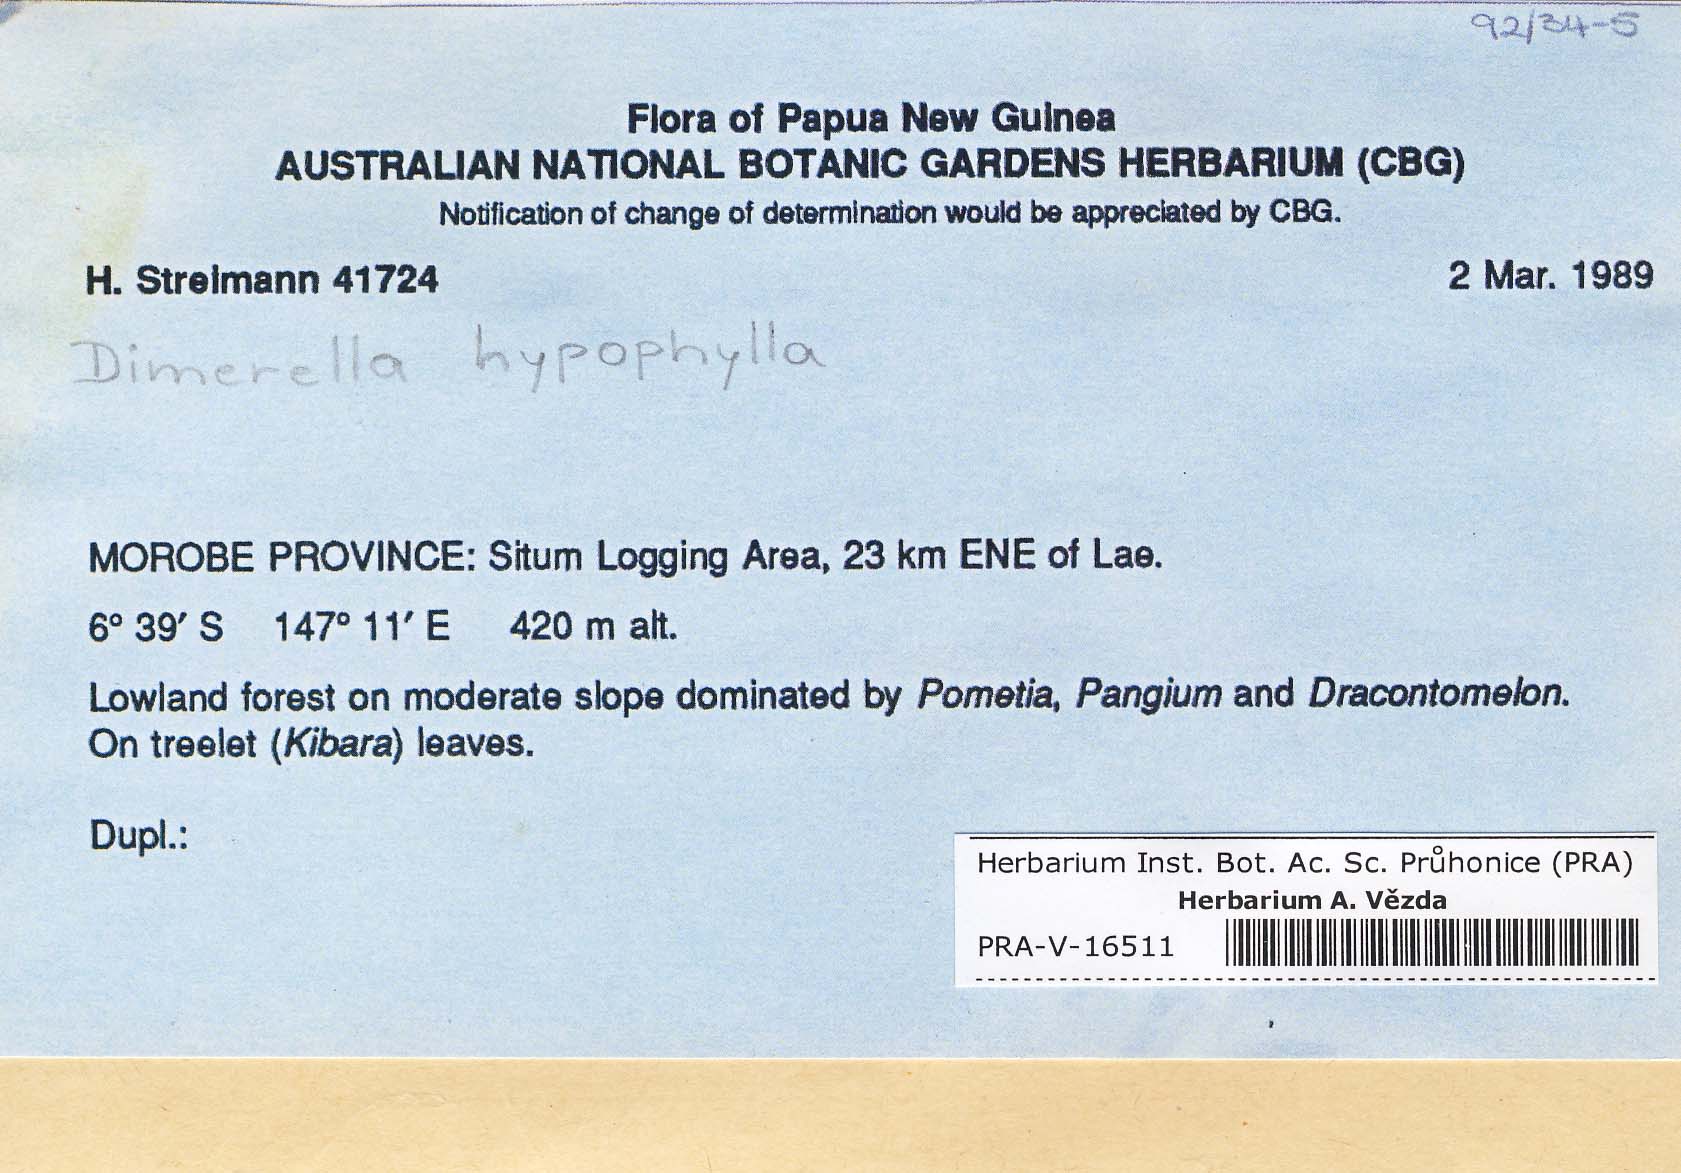 92/34-5
Flora of Papua New Guinea
AUSTRALIAN NATIONAL BOTANIC GARDENS HERBARIUM (CBG)
Notification of change of determination would be appreciated by CBG.
H. Streimann 41724 2 Mar. 1989
Dimerella hypophylla
MOROBE PROVINCE: Situm Logging Area, 23 km ENE of Lae.
6° 39′ S 147° 11′ E 420 m alt.
Lowland forest on moderate slope dominated by Pometia, Pangium and Dracontomelon.
On treelet (Kibara) leaves.
Dupl.:
Herbarium Inst. Bot. Ac. Sc. Průhonice (PRA)
Herbarium A. Vězda
PRA-V-16511